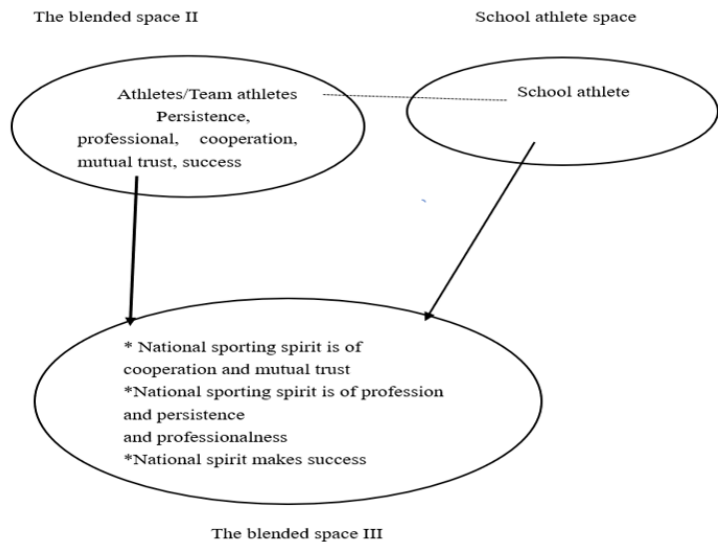 The blended space II
School athlete space
Athletes/Team athletes
Persistence,
professional, cooperation,
mutual trust, success
School athlete
* National sporting spirit is of
cooperation and mutual trust
*National sporting spirit is of profession
and persistence
and professionalness
*National spirit makes success
The blended space III